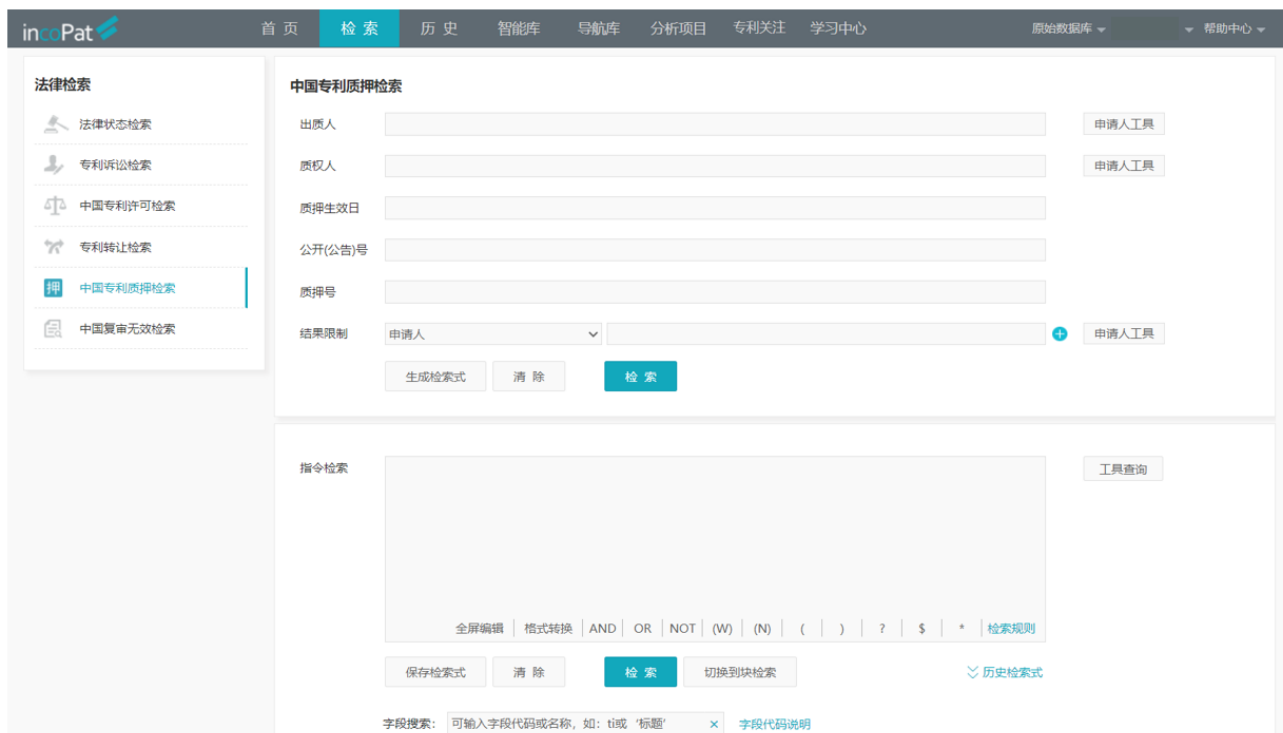 incoPat 首页 检索 历史 智能库 导航库 分析项目 专利关注 学习中心 原始数据库 帮助中心
法律检索
法律状态检索
专利诉讼检索
中国专利许可检索
专利转让检索
押 中国专利质押检索
中国复审无效检索
中国专利质押检索
出质人 申请人工具
质权人 申请人工具
质押生效日
公开(公告)号
质押号
结果限制 申请人 申请人工具
生成检索式 清除 检索
指令检索 工具查询
全屏编辑 格式转换 AND OR NOT (W) (N) ( ) ? $ * 检索规则
保存检索式 清除 检索 切换到块检索 历史检索式
字段搜索: 可输入字段代码或名称, 如: ti或‘标题’ × 字段代码说明